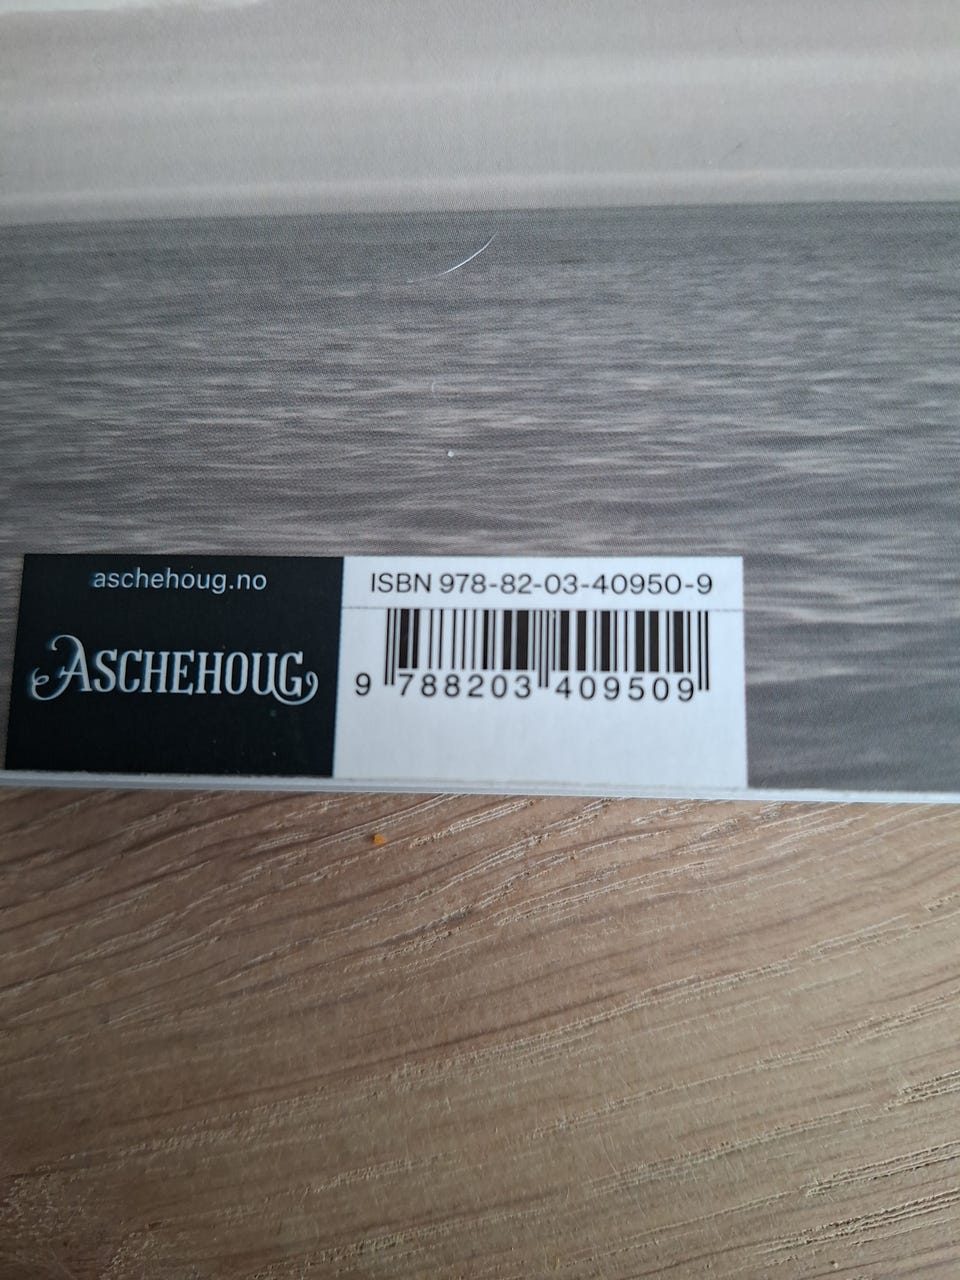 aschehoug.no
ASCHEHOUG
ISBN 978-82-03-40950-9
9 788203 409509